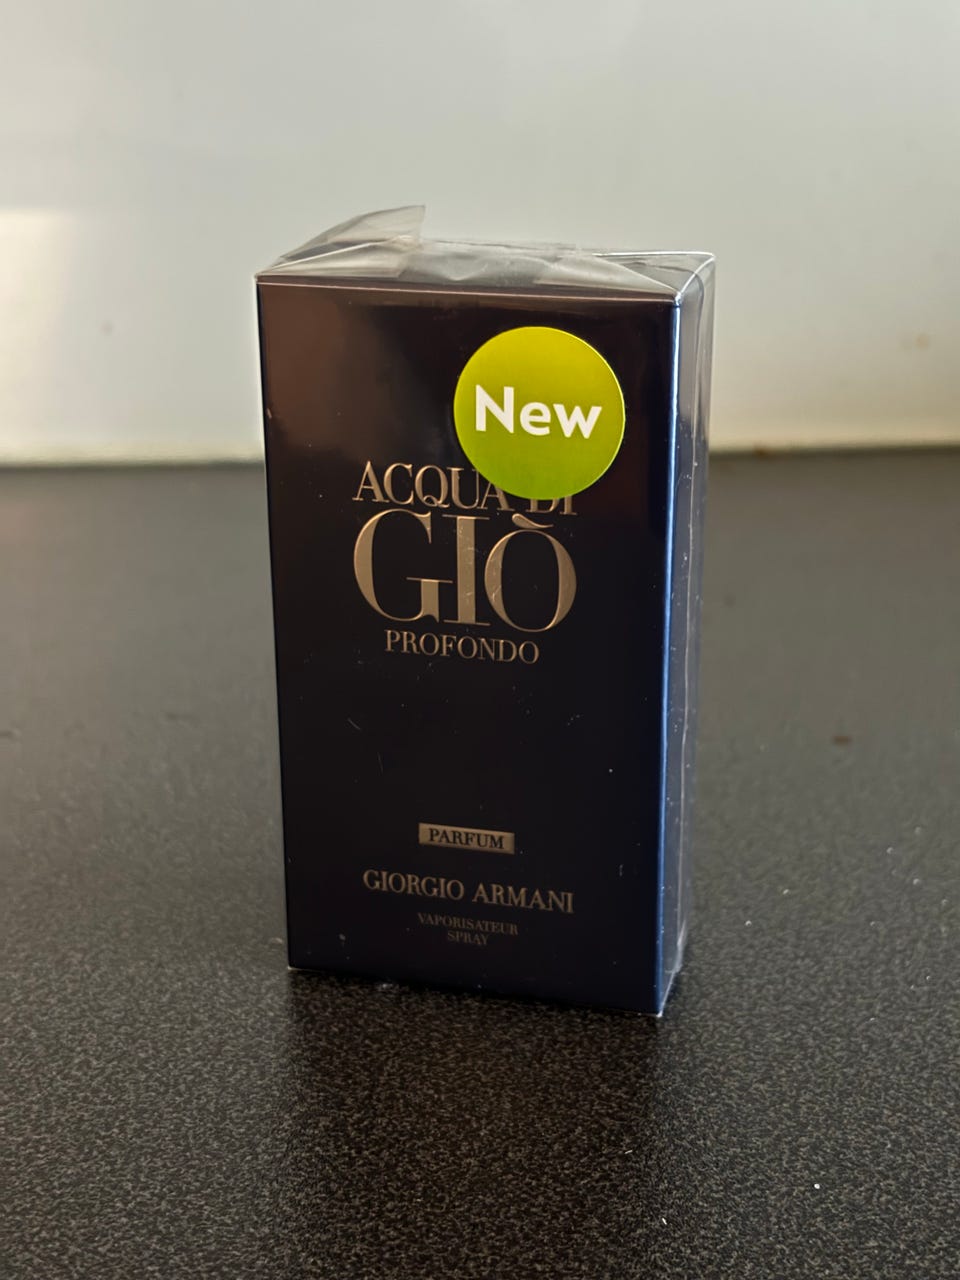 New
ACQUA DI
GIÒ
PROFONDO
PARFUM
GIORGIO ARMANI
VAPORISATEUR
SPRAY